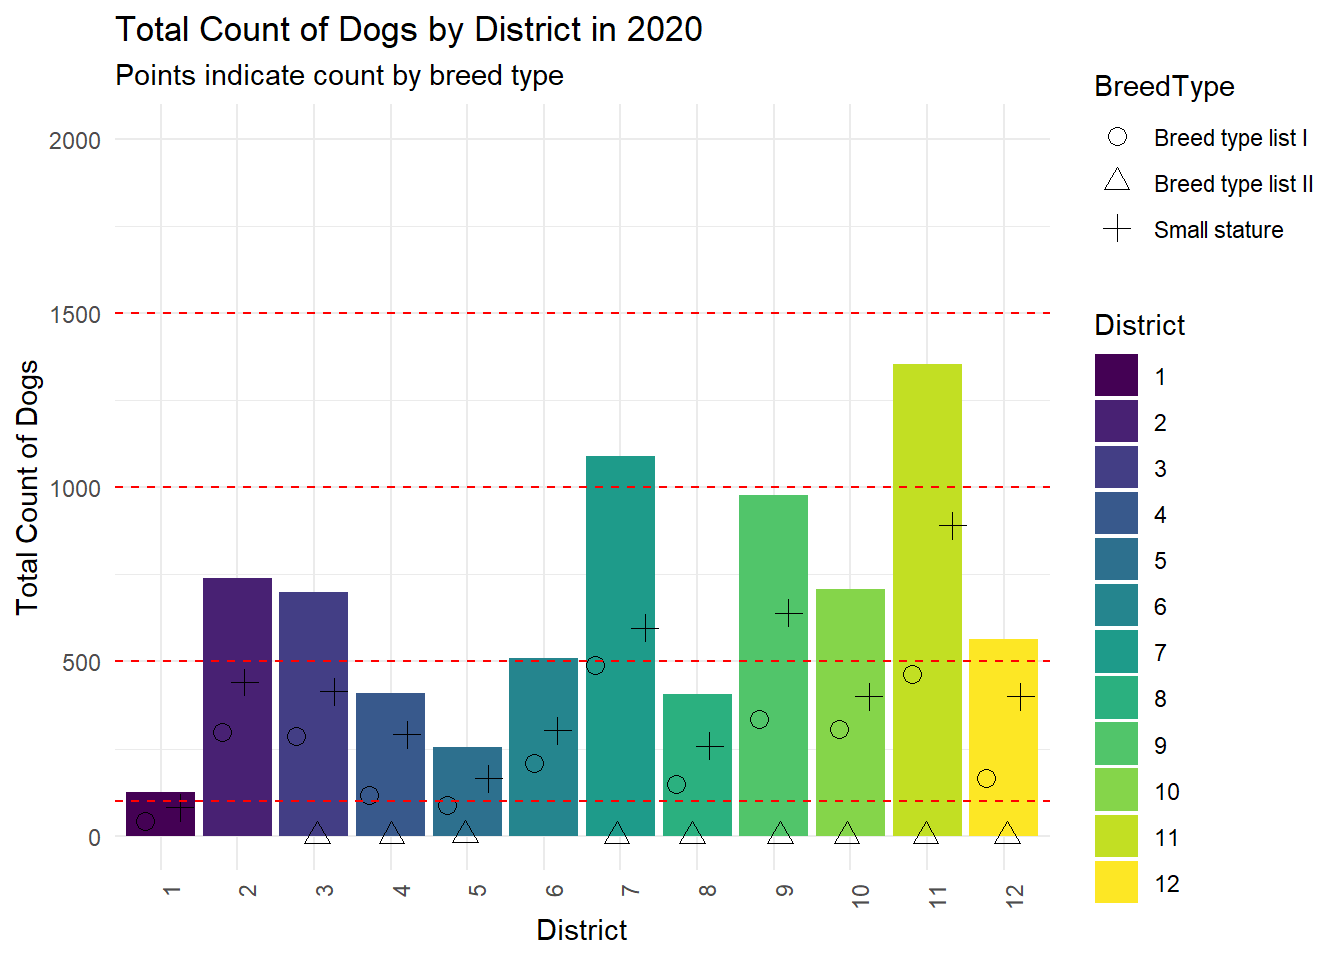 Total Count of Dogs by District in 2020
Points indicate count by breed type
Total Count of Dogs
2000
1500
1000
500
0
1 2 3 4 5 6 7 8 9 10 11 12
District
BreedType
Breed type list I
Breed type list II
Small stature
District
1
2
3
4
5
6
7
8
9
10
11
12